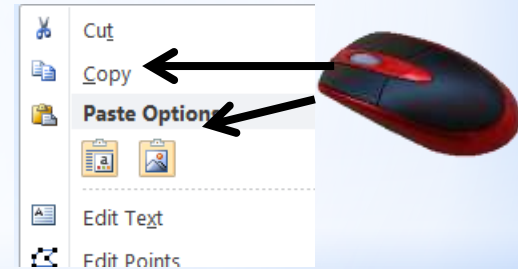 Cut
Copy
Paste Options
a
Edit Text
Edit Points